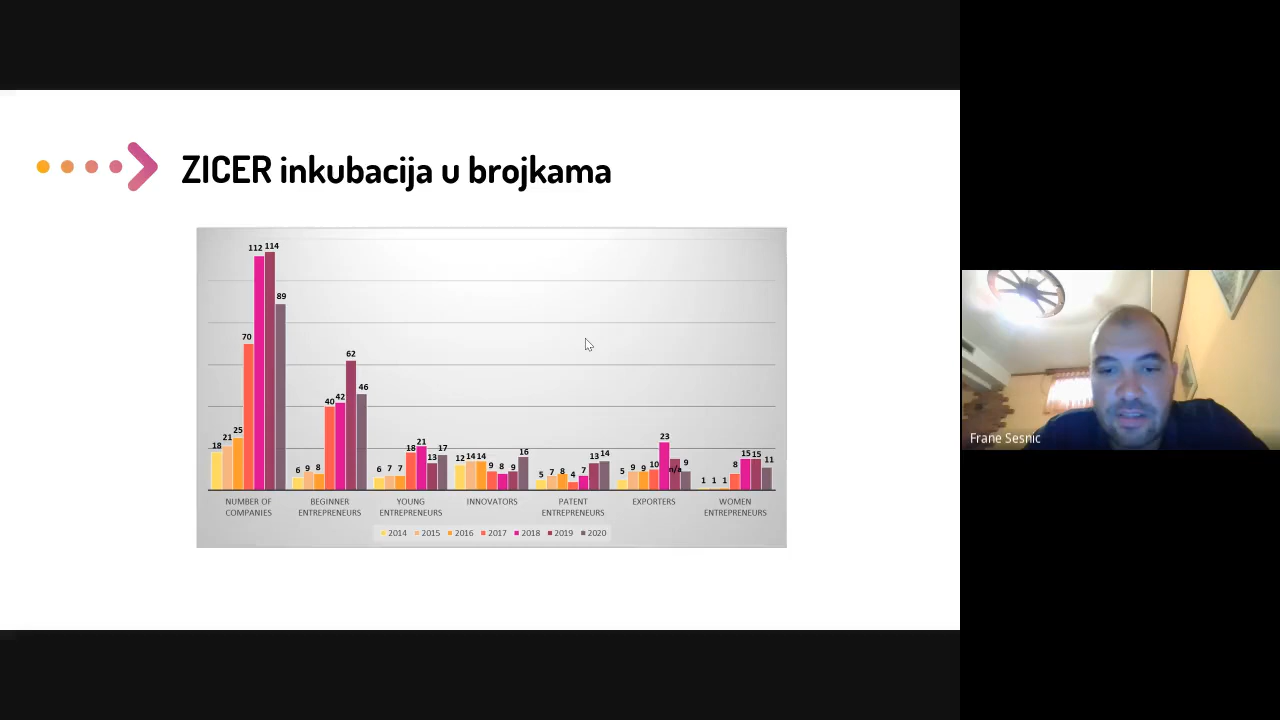 ZICER inkubacija u brojkama
18 21 25 70 112 114 89
6 9 8 40 42 62 46
6 7 7 18 21 13 17
12 14 14 9 8 9 16
5 7 8 4 7 13 14
5 9 9 10 23 n/a 9
1 1 1 8 15 15 11
NUMBER OF
COMPANIES
BEGINNER
ENTREPRENEURS
YOUNG
ENTREPRENEURS
INNOVATORS
PATENT
ENTREPRENEURS
EXPORTERS
WOMEN
ENTREPRENEURS
2014 2015 2016 2017 2018 2019 2020
Frane Sesnic